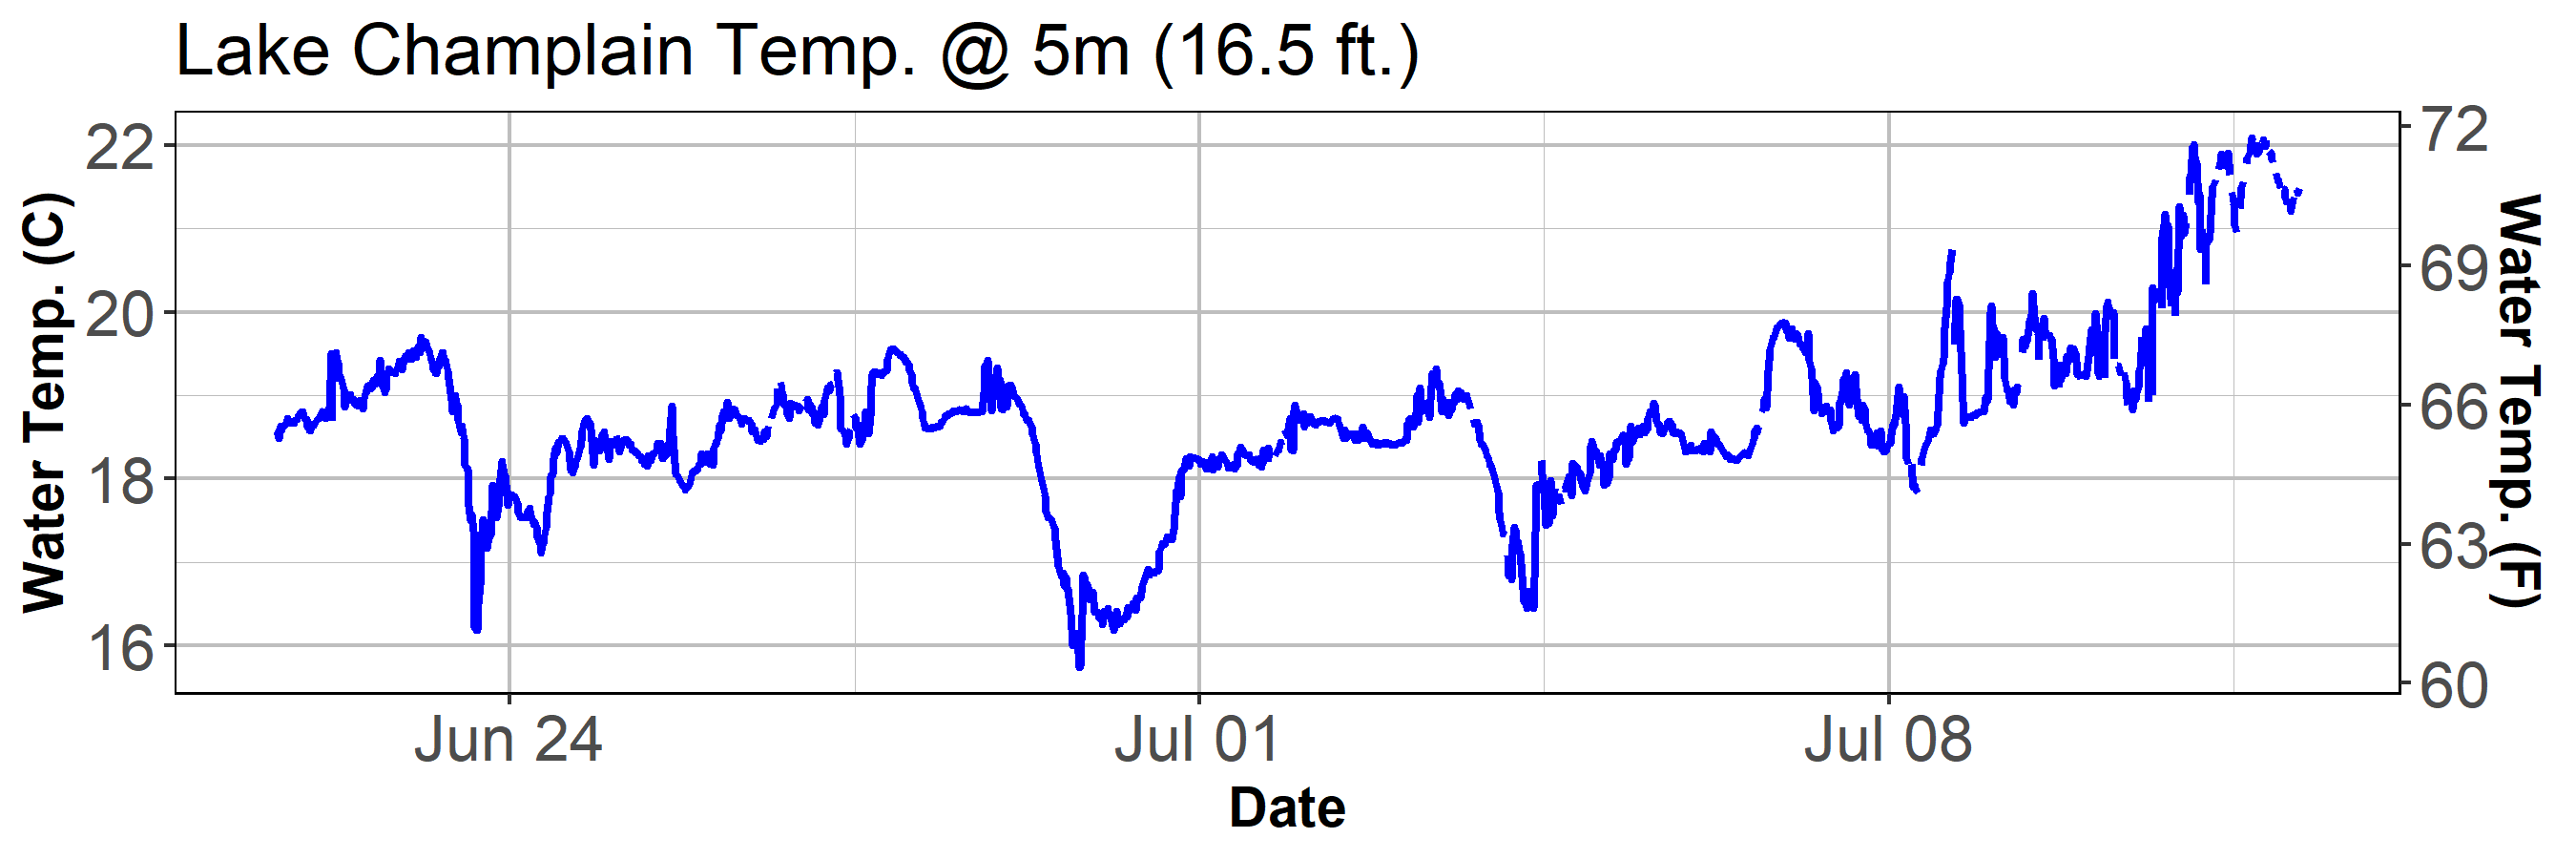 Lake Champlain Temp. @ 5m (16.5 ft.)
Water Temp. (C)
22
20
18
16
72
69
66
63
60
Water Temp. (F)
Jun 24
Jul 01
Jul 08
Date